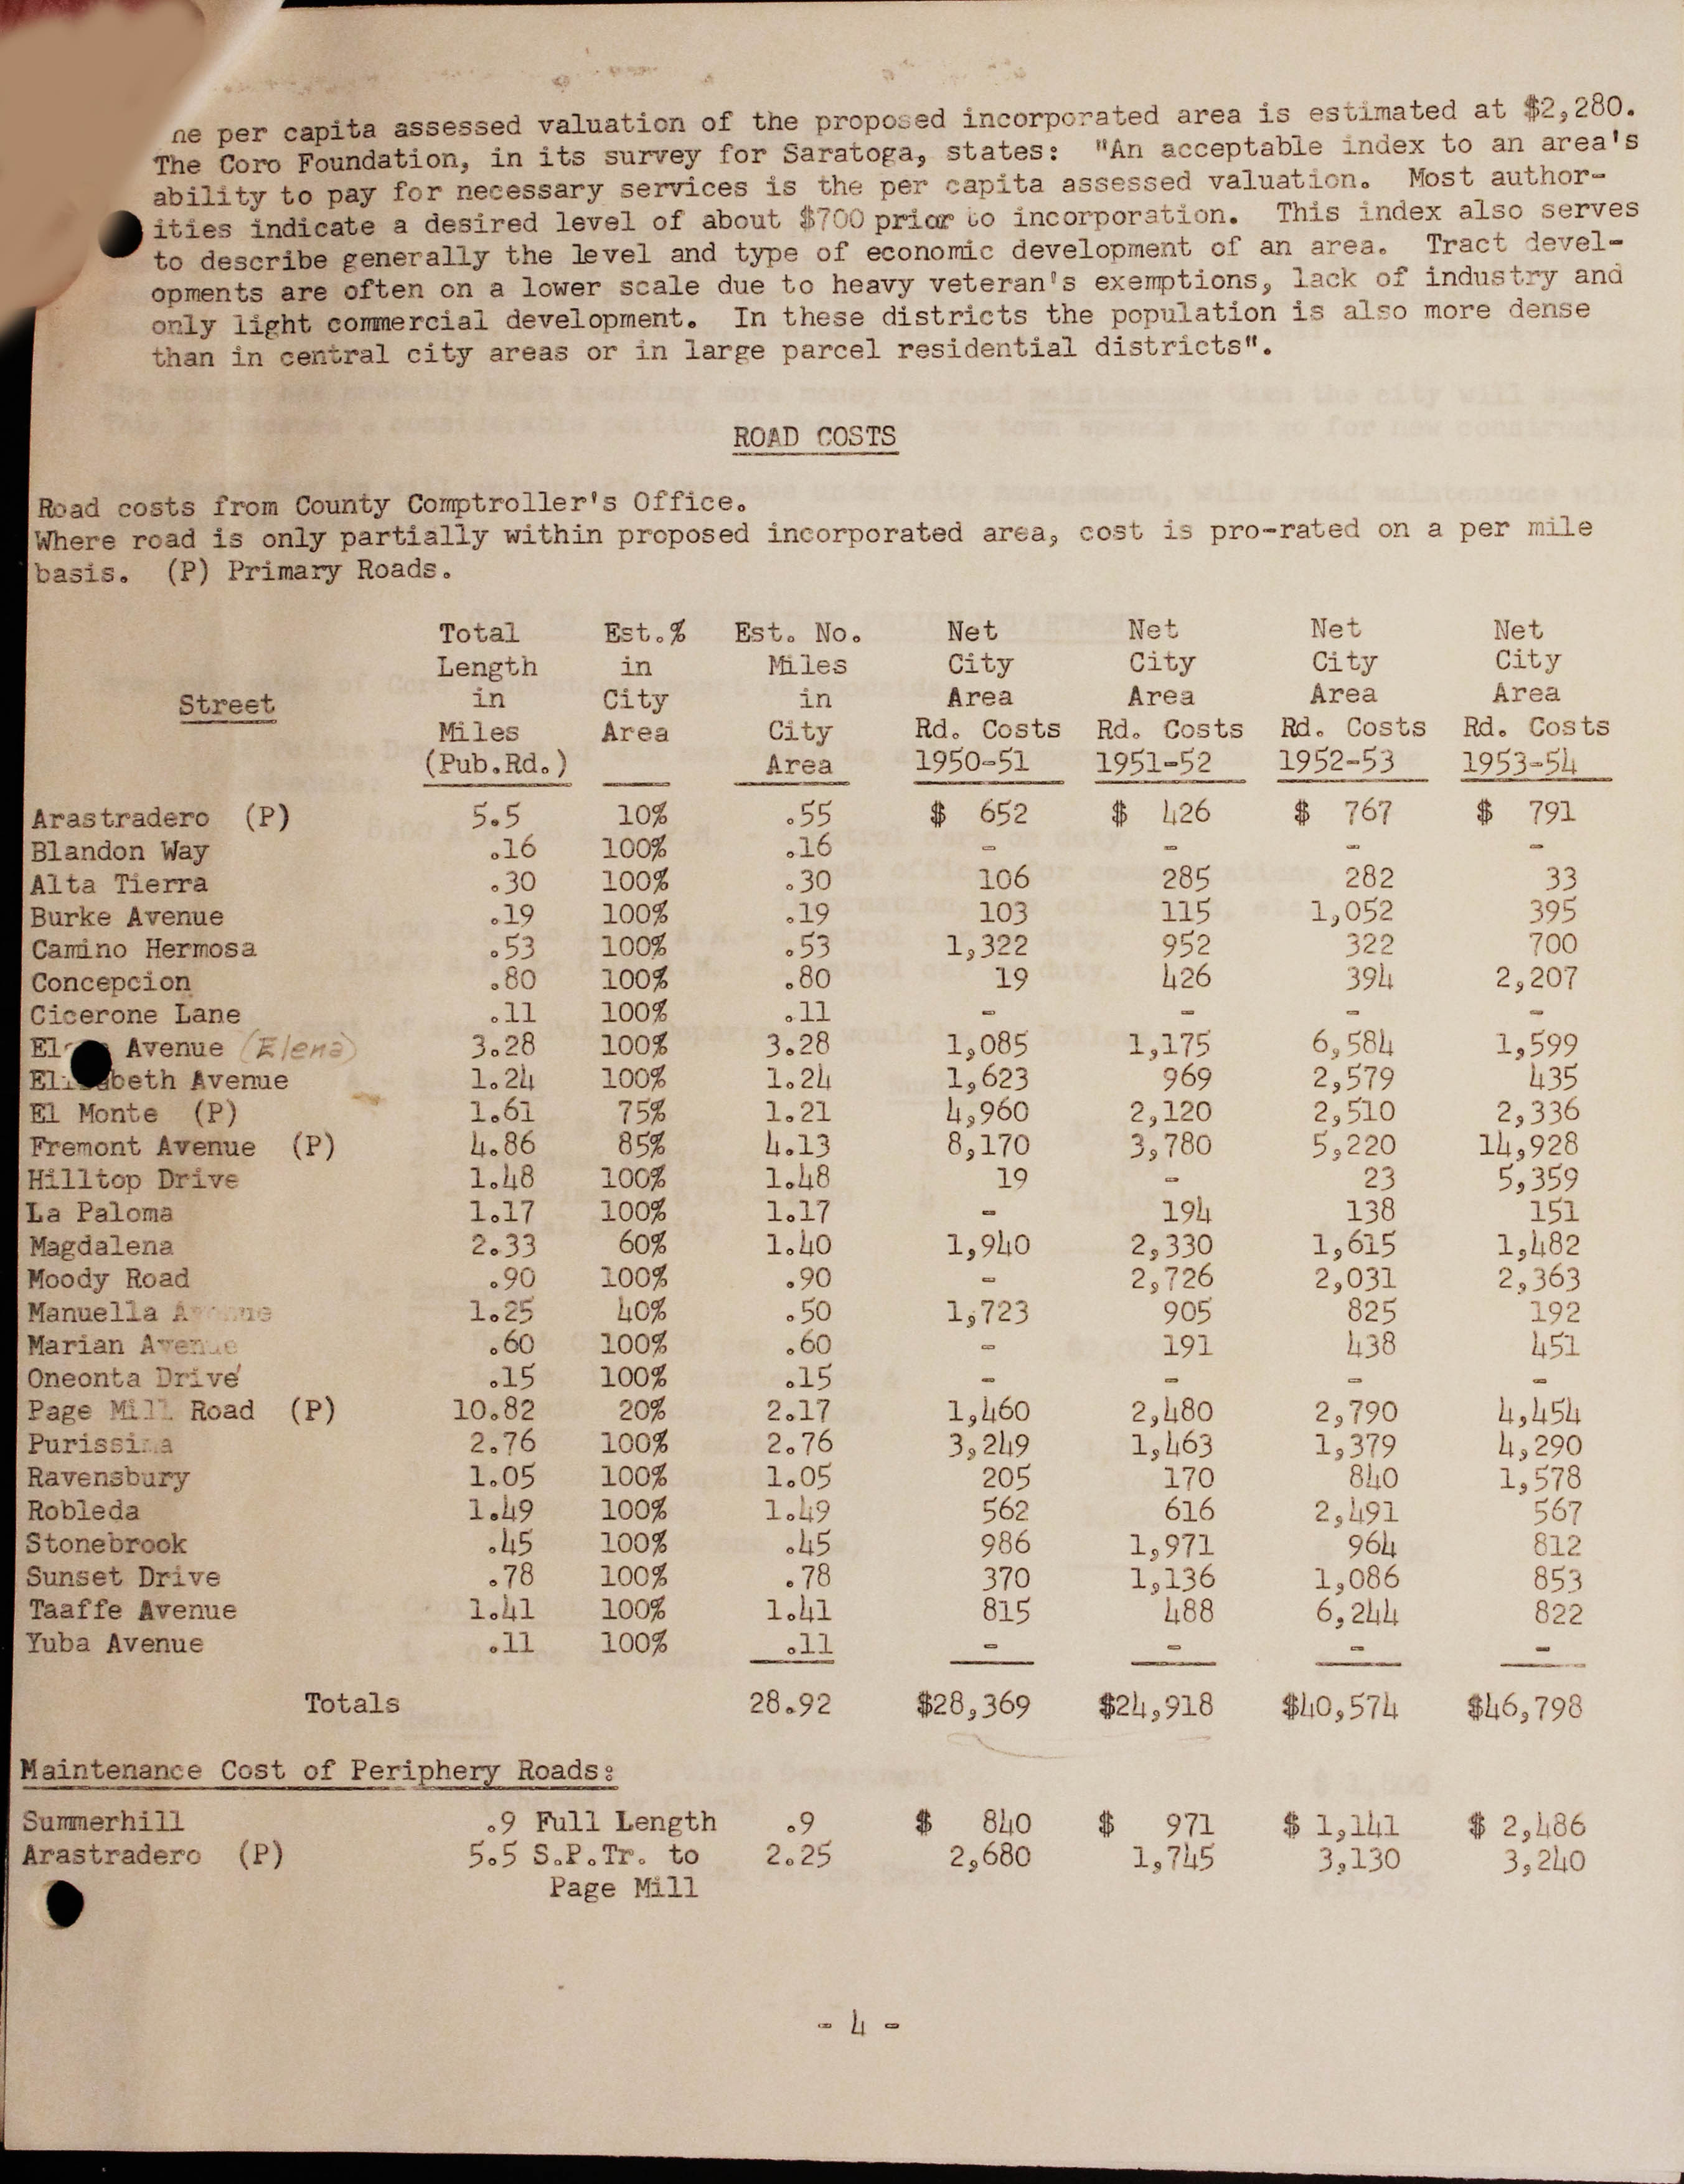 ne per capita assessed valuation of the proposed incorporated area is estimated at $2,280.
The Coro Foundation, in its survey for Saratoga, states: "An acceptable index to an area's
ability to pay for necessary services is the per capita assessed valuation. Most author-
ities indicate a desired level of about $700 prior to incorporation. This index also serves
to describe generally the level and type of economic development of an area. Tract devel-
opments are often on a lower scale due to heavy veteran's exemptions, lack of industry and
only light commercial development. In these districts the population is also more dense
than in central city areas or in large parcel residential districts".
ROAD COSTS
Road costs from County Comptroller's Office.
Where road is only partially within proposed incorporated area, cost is pro-rated on a per mile
basis. (P) Primary Roads.
Total Est.% Est. No. Net Net Net Net
Length in Miles City City City City
Street in City in Area Area Area Area
Miles Area City Rd. Costs Rd. Costs Rd. Costs Rd. Costs
(Pub.Rd.) Area 1950-51 1951-52 1952-53 1953-54
Arastradero (P) 5.5 10% .55 $ 652 $ 426 $ 767 $ 791
Blandon Way .16 100% .16 - - - -
Alta Tierra .30 100% .30 106 285 282 33
Burke Avenue .19 100% .19 103 115 1,052 395
Camino Hermosa .53 100% .53 1,322 952 322 700
Concepcion .80 100% .80 19 426 394 2,207
Cicerone Lane .11 100% .11 - - - -
El Avenue (Elena) 3.28 100% 3.28 1,085 1,175 6,584 1,599
Elizabeth Avenue 1.24 100% 1.24 1,623 969 2,579 435
El Monte (P) 1.61 75% 1.21 4,960 2,120 2,510 2,336
Fremont Avenue (P) 4.86 85% 4.13 8,170 3,780 5,220 14,928
Hilltop Drive 1.48 100% 1.48 19 - 23 5,359
La Paloma 1.17 100% 1.17 - 194 138 151
Magdalena 2.33 60% 1.40 1,940 2,330 1,615 1,482
Moody Road .90 100% .90 - 2,726 2,031 2,363
Manuella Avenue 1.25 40% .50 1,723 905 825 192
Marian Avenue .60 100% .60 - 191 438 451
Oneonta Drive .15 100% .15 - - - -
Page Mill Road (P) 10.82 20% 2.17 1,460 2,480 2,790 4,454
Purissima 2.76 100% 2.76 3,249 1,463 1,379 4,290
Ravensbury 1.05 100% 1.05 205 170 840 1,578
Robleda 1.49 100% 1.49 562 616 2,491 567
Stonebrook .45 100% .45 986 1,971 964 812
Sunset Drive .78 100% .78 370 1,136 1,086 853
Taaffe Avenue 1.41 100% 1.41 815 488 6,244 822
Yuba Avenue .11 100% .11 - - - -
Totals 28.92 $28,369 $24,918 $40,574 $46,798
Maintenance Cost of Periphery Roads:
Summerhill .9 Full Length .9 $ 840 $ 971 $ 1,141 $ 2,486
Arastradero (P) 5.5 S.P.Tr. to 2.25 2,680 1,745 3,130 3,240
Page Mill
- 4 -